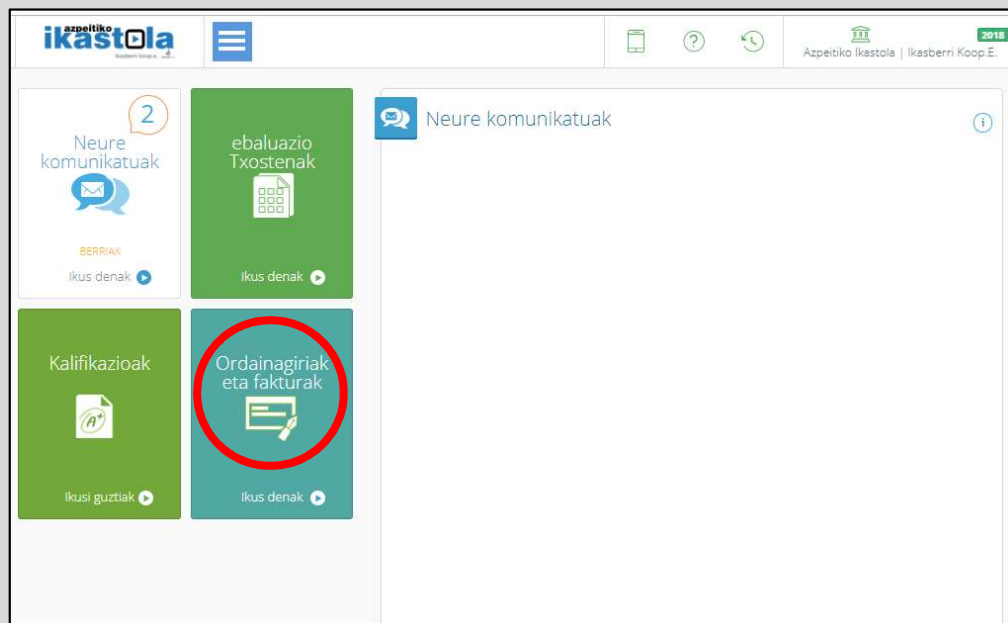 azpeitiko
ikastola
2018
Azpeitiko Ikastola | Ikasberri Koop.E.
2
Neure
komunikatuak
BERRIAK
Ikus denak
ebaluazio
Txostenak
Ikus denak
Neure komunikatuak
Kalifikazioak
A+
Ikusi guztiak
Ordainagiriak
eta fakturak
Ikus denak